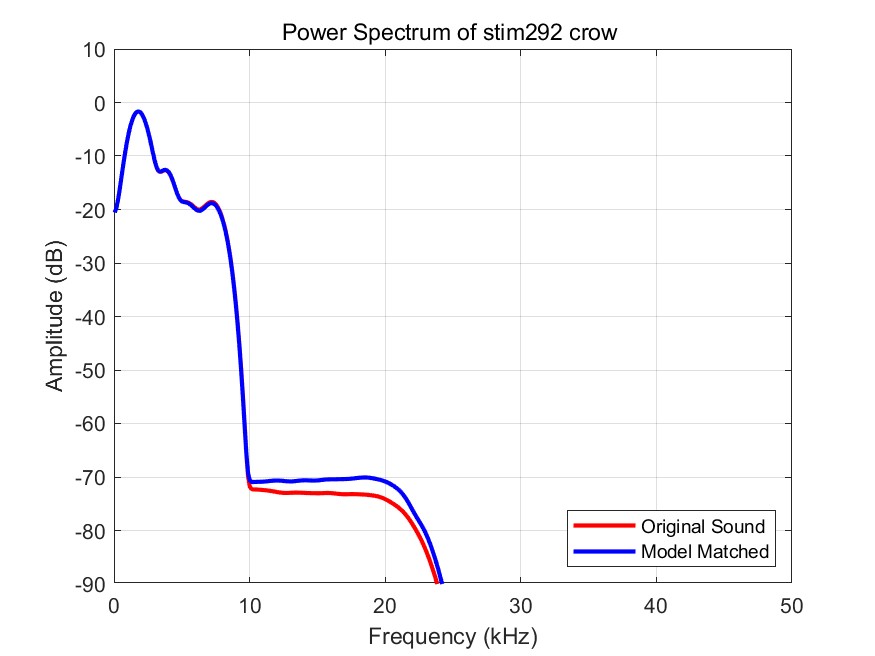 Power Spectrum of stim292 crow
10
0
-10
-20
-30
-40
-50
-60
-70
-80
-90
Amplitude (dB)
0 10 20 30 40 50
Frequency (kHz)
Original Sound
Model Matched